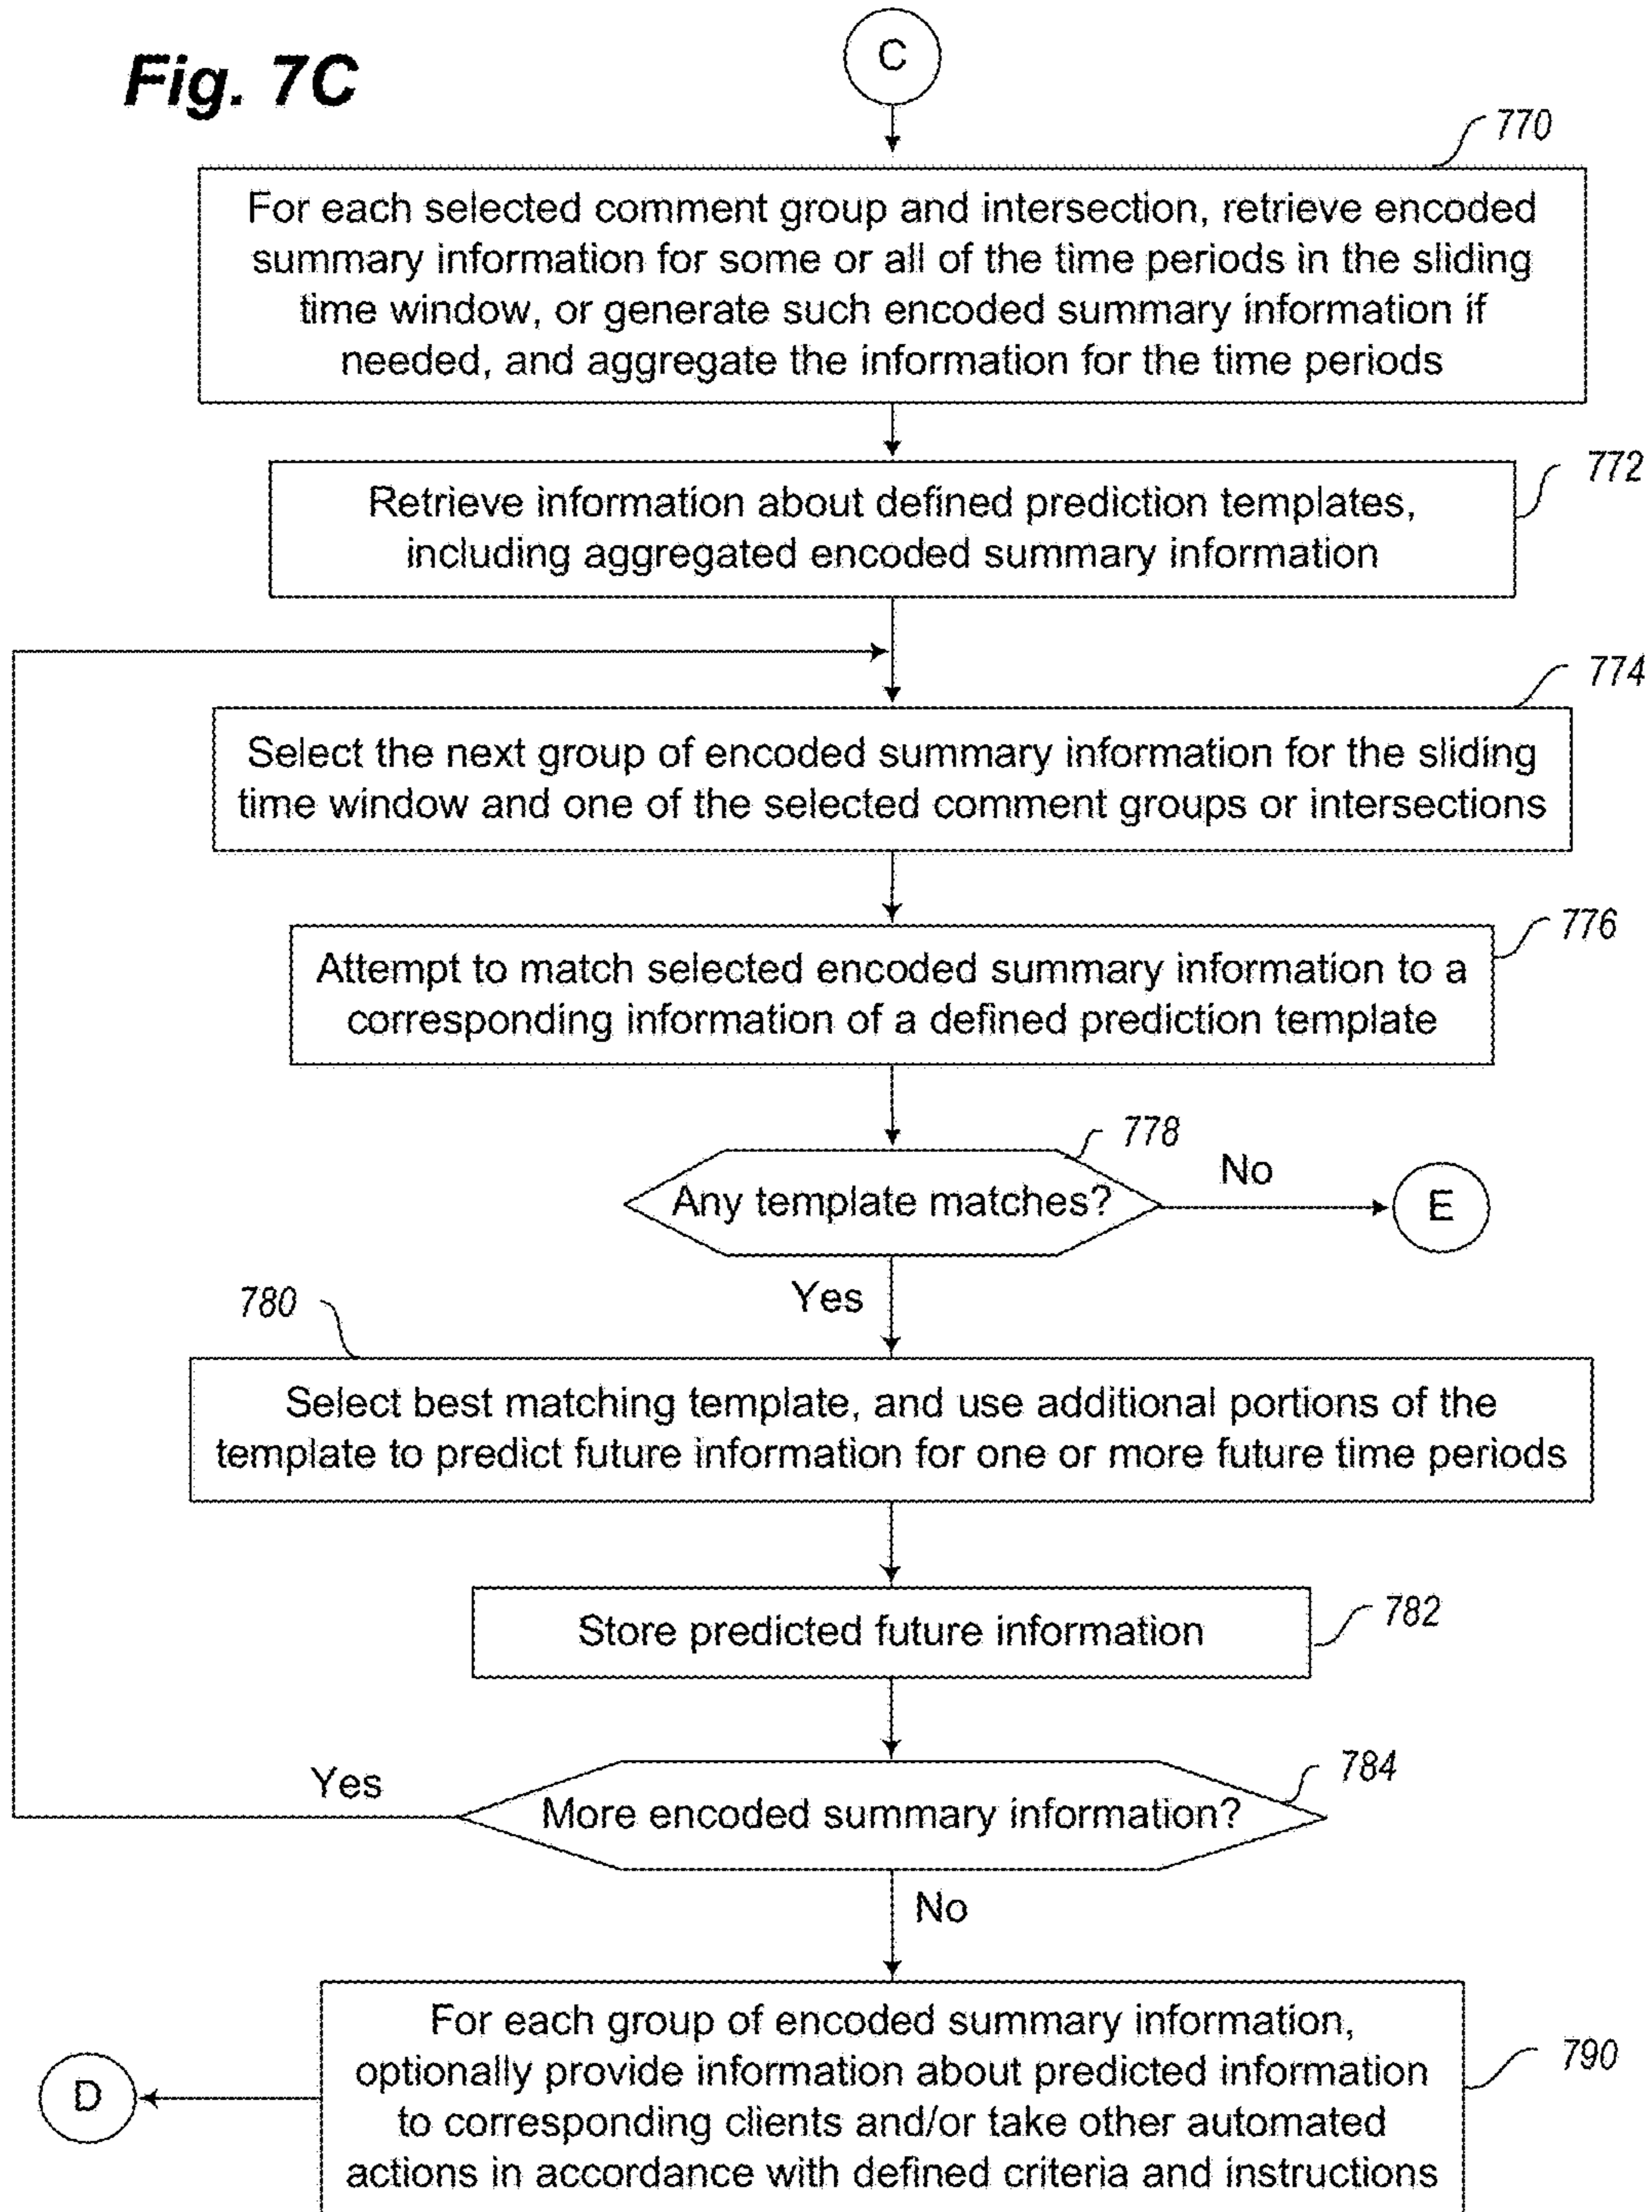 Fig. 7C
C
770
For each selected comment group and intersection, retrieve encoded
summary information for some or all of the time periods in the sliding
time window, or generate such encoded summary information if
needed, and aggregate the information for the time periods
772
Retrieve information about defined prediction templates,
including aggregated encoded summary information
774
Select the next group of encoded summary information for the sliding
time window and one of the selected comment groups or intersections
776
Attempt to match selected encoded summary information to a
corresponding information of a defined prediction template
778
Any template matches?
No
E
Yes
780
Select best matching template, and use additional portions of the
template to predict future information for one or more future time periods
782
Store predicted future information
784
Yes
More encoded summary information?
No
790
For each group of encoded summary information,
optionally provide information about predicted information
to corresponding clients and/or take other automated
actions in accordance with defined criteria and instructions
D